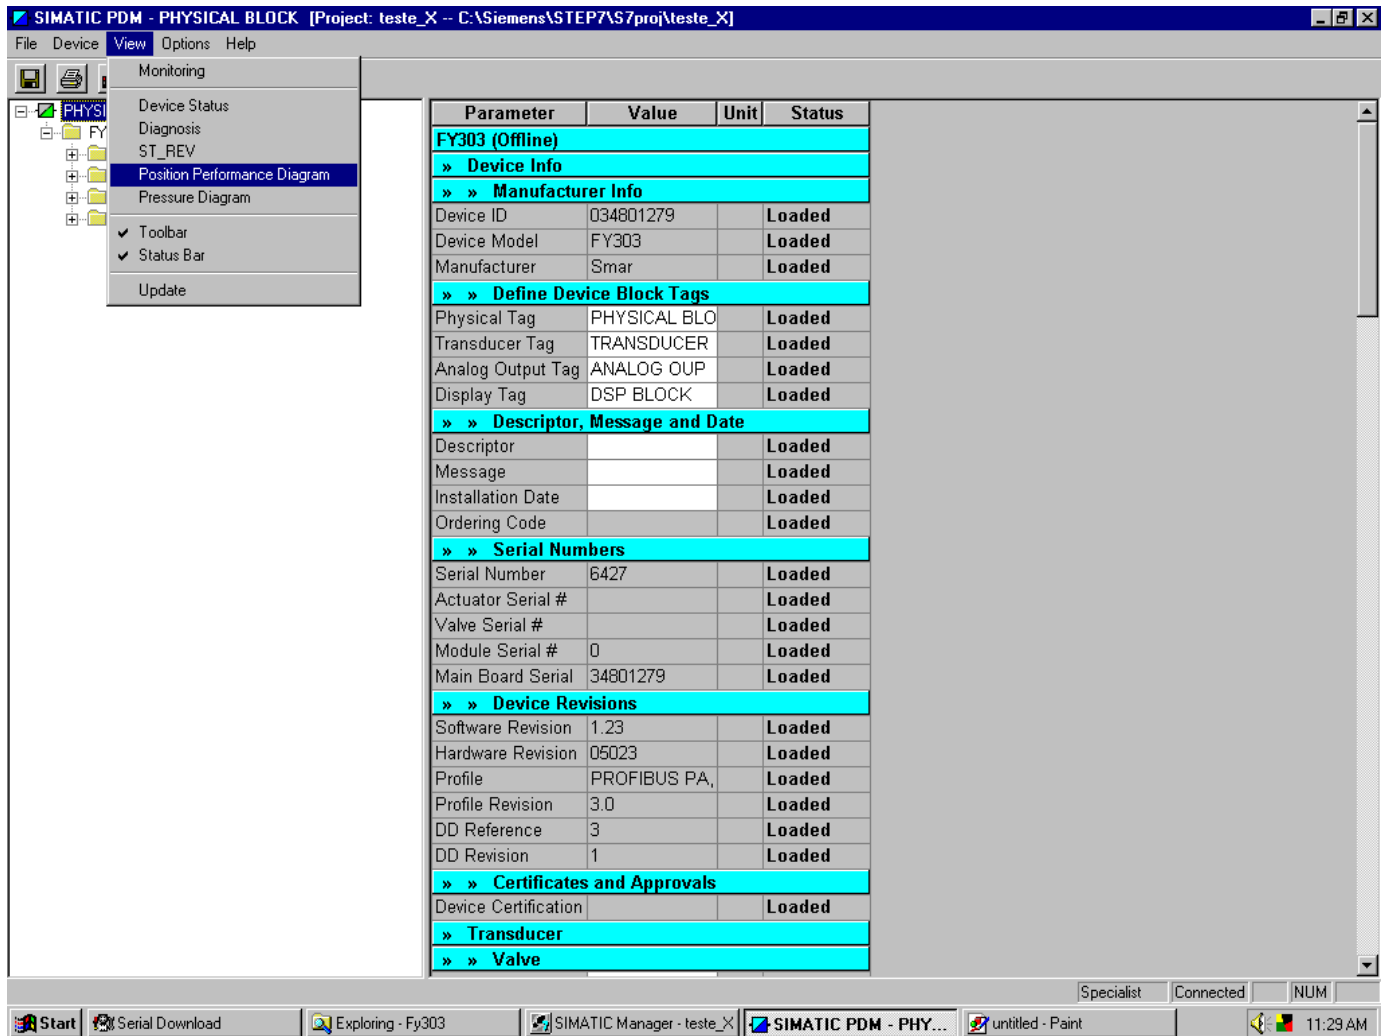 SIMATIC PDM - PHYSICAL BLOCK [Project: teste_X -- C:\Siemens\STEP7\S7proj\teste_X]
File Device View Options Help
Monitoring
Device Status
Diagnosis
ST_REV
Position Performance Diagram
Pressure Diagram
Toolbar
Status Bar
Update
PHYSI
FY
Parameter Value Unit Status
FY303 (Offline)
» Device Info
» » Manufacturer Info
Device ID 034801279 Loaded
Device Model FY303 Loaded
Manufacturer Smar Loaded
» » Define Device Block Tags
Physical Tag PHYSICAL BLO Loaded
Transducer Tag TRANSDUCER Loaded
Analog Output Tag ANALOG OUP Loaded
Display Tag DSP BLOCK Loaded
» » Descriptor, Message and Date
Descriptor Loaded
Message Loaded
Installation Date Loaded
Ordering Code Loaded
» » Serial Numbers
Serial Number 6427 Loaded
Actuator Serial # Loaded
Valve Serial # Loaded
Module Serial # 0 Loaded
Main Board Serial 34801279 Loaded
» » Device Revisions
Software Revision 1.23 Loaded
Hardware Revision 05023 Loaded
Profile PROFIBUS PA, Loaded
Profile Revision 3.0 Loaded
DD Reference 3 Loaded
DD Revision 1 Loaded
» » Certificates and Approvals
Device Certification Loaded
» Transducer
» » Valve
Specialist Connected NUM
Start Serial Download Exploring - Fy303 SIMATIC Manager - teste_X SIMATIC PDM - PHY... untitled - Paint 11:29 AM